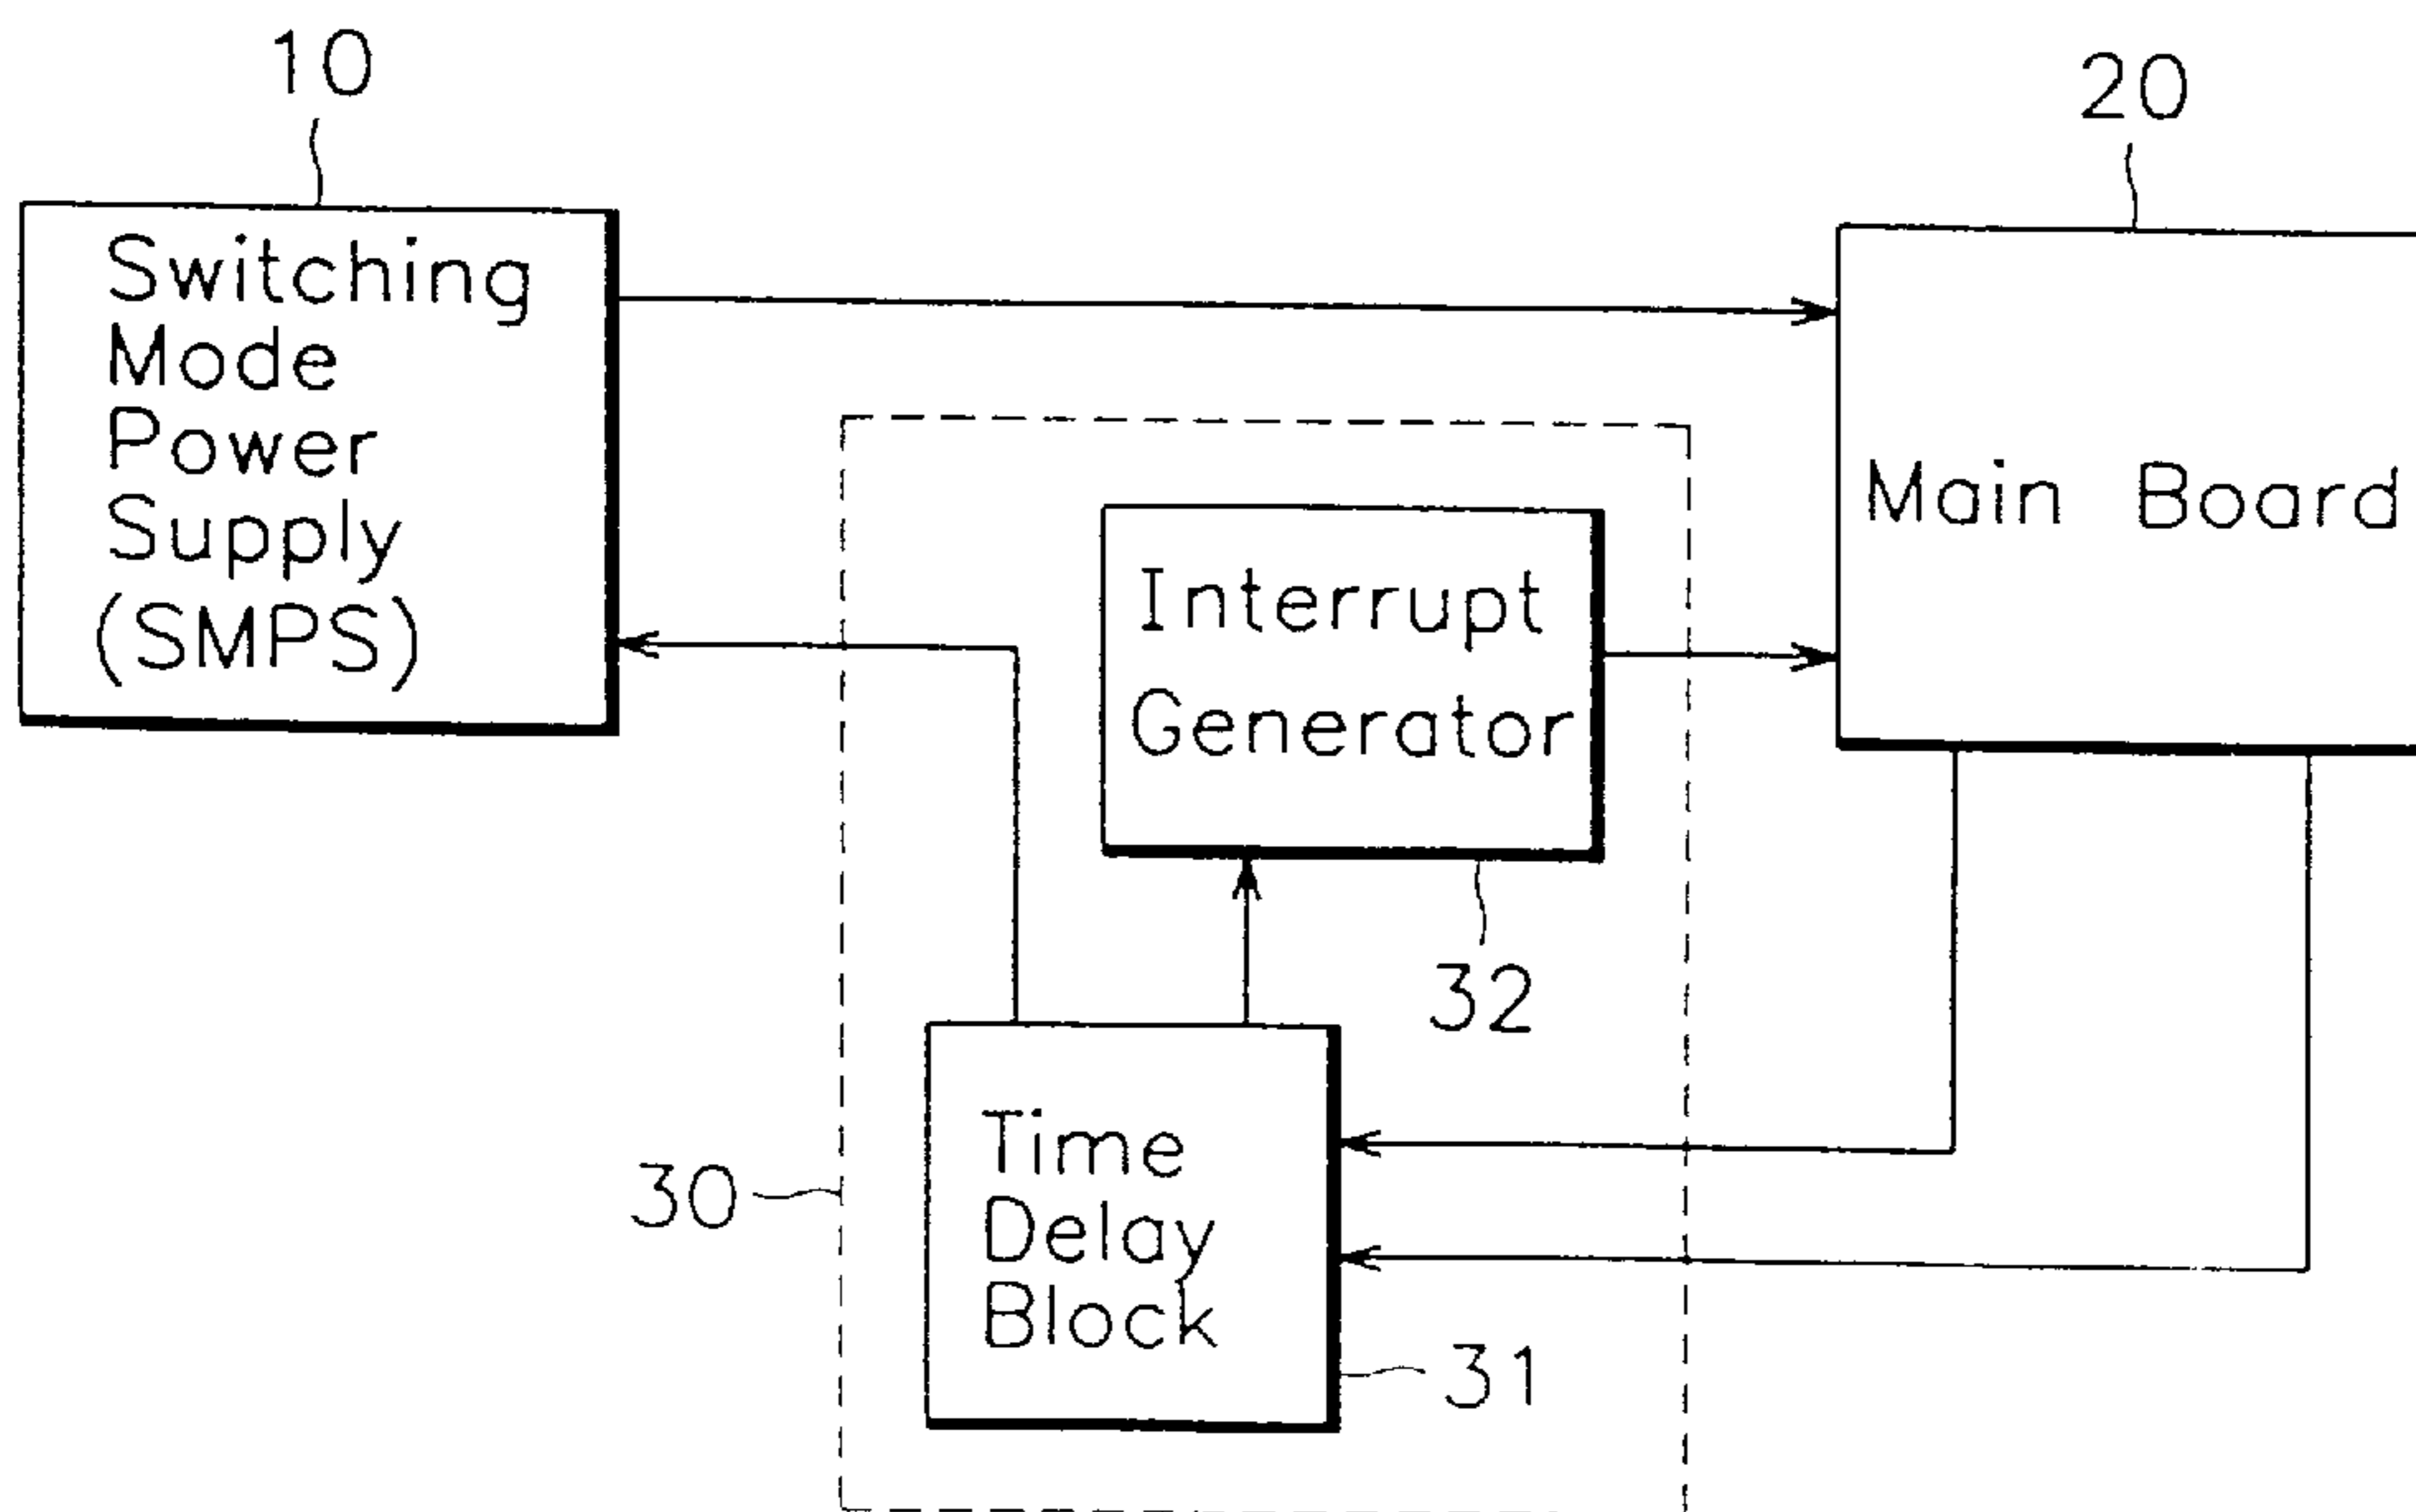 10
20
Switching
Mode
Power
Supply
(SMPS)
Main Board
Interrupt
Generator
32
30
Time
Delay
Block
31